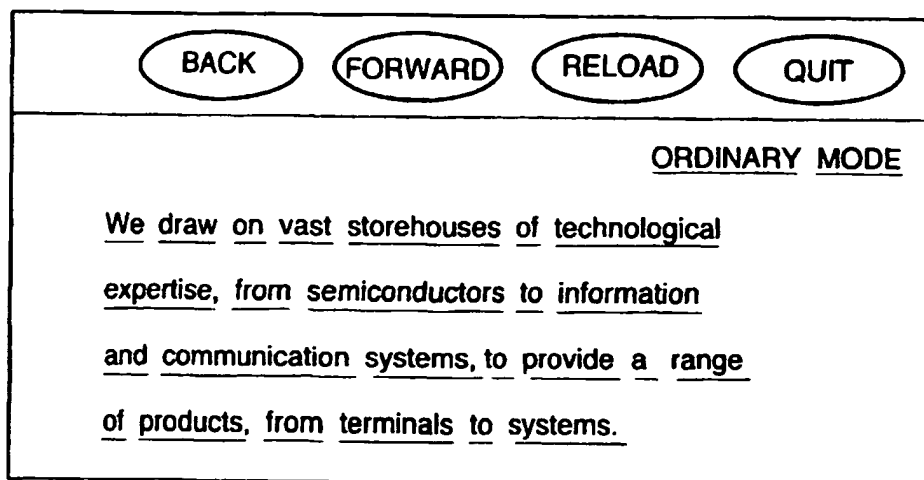 BACK FORWARD RELOAD QUIT
ORDINARY MODE
We draw on vast storehouses of technological
expertise, from semiconductors to information
and communication systems, to provide a range
of products, from terminals to systems.